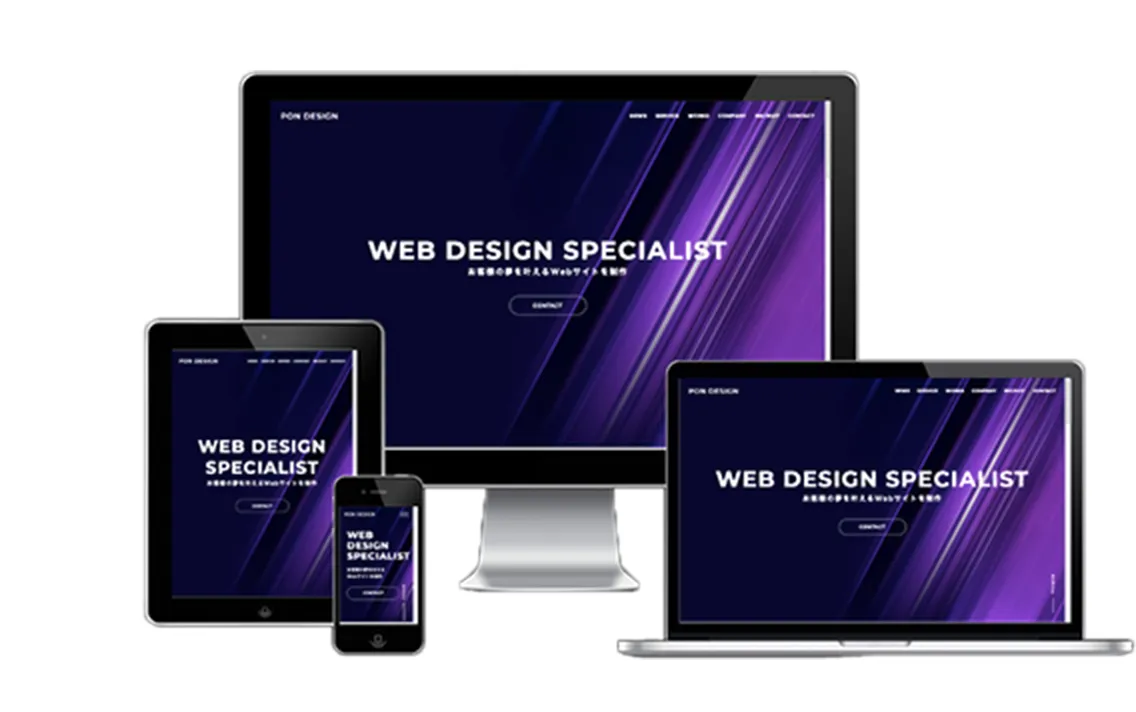 PON DESIGN
NEWS SERVICE WORKS COMPANY RECRUIT CONTACT
WEB DESIGN SPECIALIST
お客様の夢を叶えるWebサイトを制作
CONTACT
PON DESIGN
WEB DESIGN
SPECIALIST
お客様の夢を叶えるWebサイトを制作
CONTACT
PON DESIGN
WEB
DESIGN
SPECIALIST
お客様の夢を叶える
Webサイトを制作
CONTACT
PON DESIGN
NEWS SERVICE WORKS COMPANY RECRUIT CONTACT
WEB DESIGN SPECIALIST
お客様の夢を叶えるWebサイトを制作
CONTACT